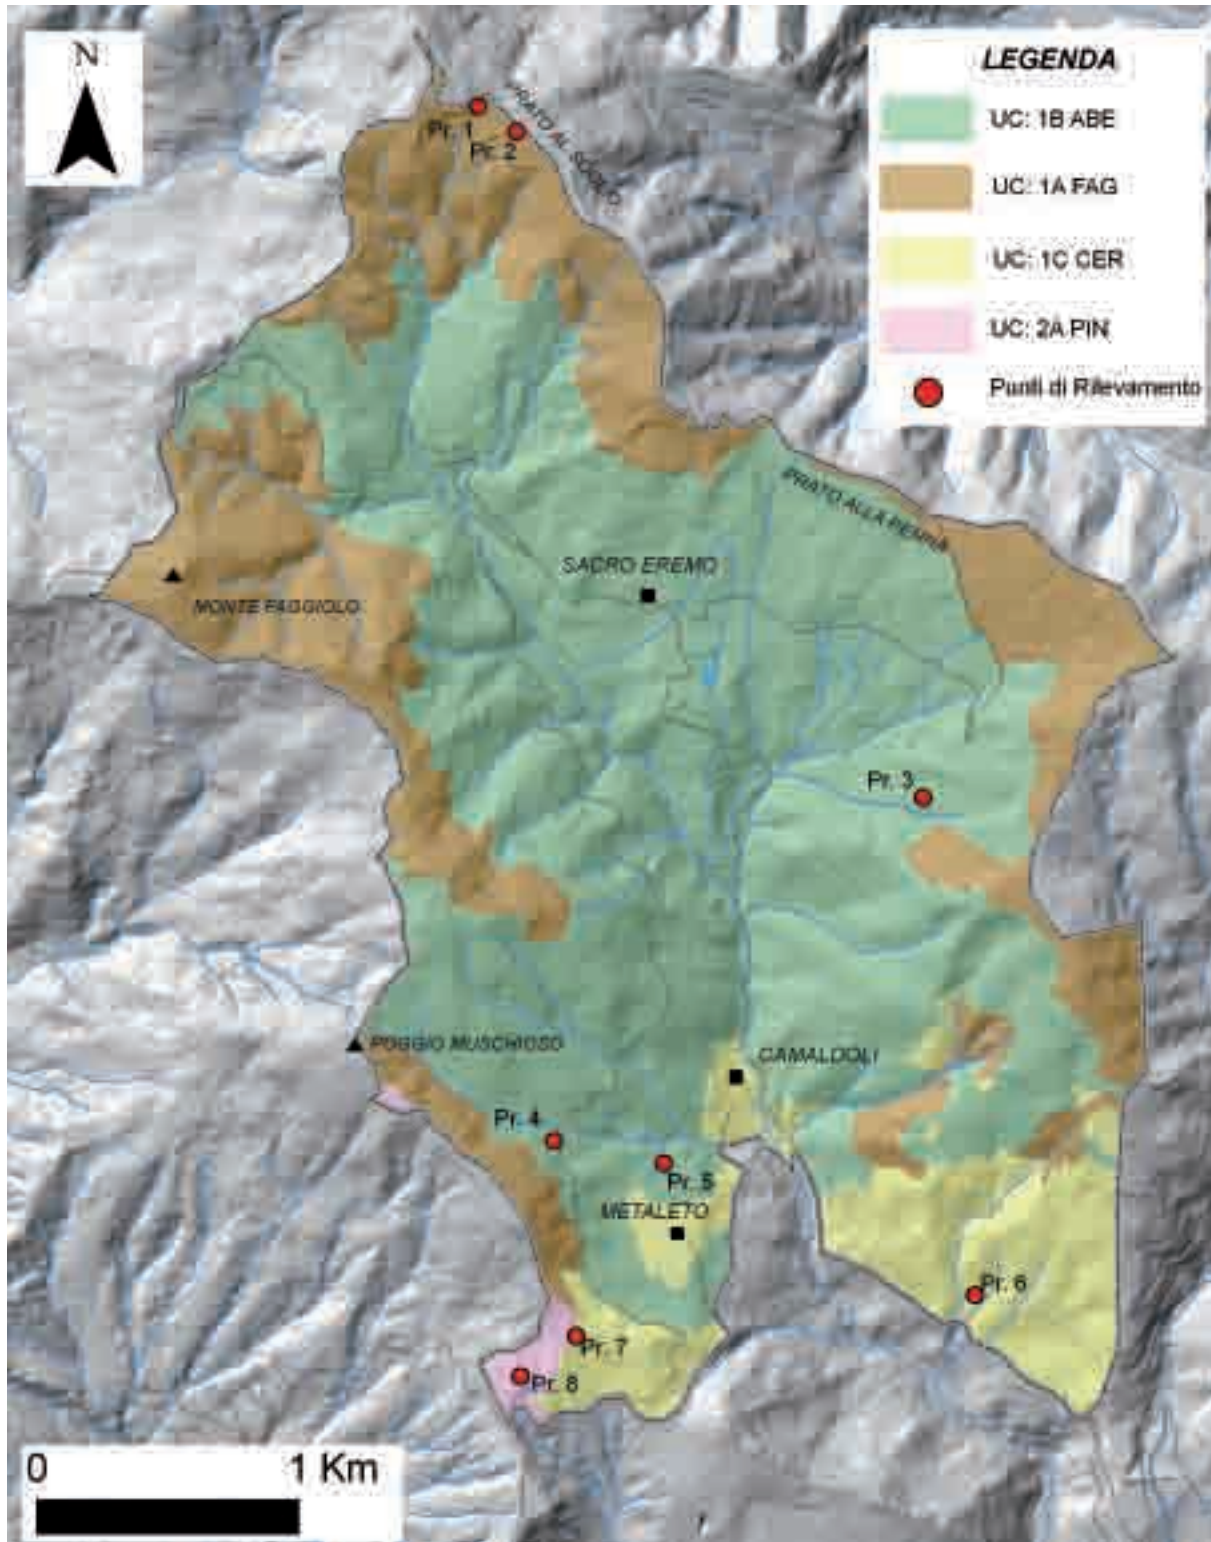 N
LEGENDA
UC: 1B ABE
UC: 1A FAG
UC: 1C CER
UC: 2A PIN
Punti di Rilevamento
Pr. 1
Pr. 2
PRATO AL SOGLIO
PRATO ALLA PENNA
SACRO EREMO
MONTE FAGGIOLO
Pr. 3
POGGIO MUSCHIOSO
CAMALDOLI
Pr. 4
Pr. 5
METALETO
Pr. 6
Pr. 7
Pr. 8
0 1 Km